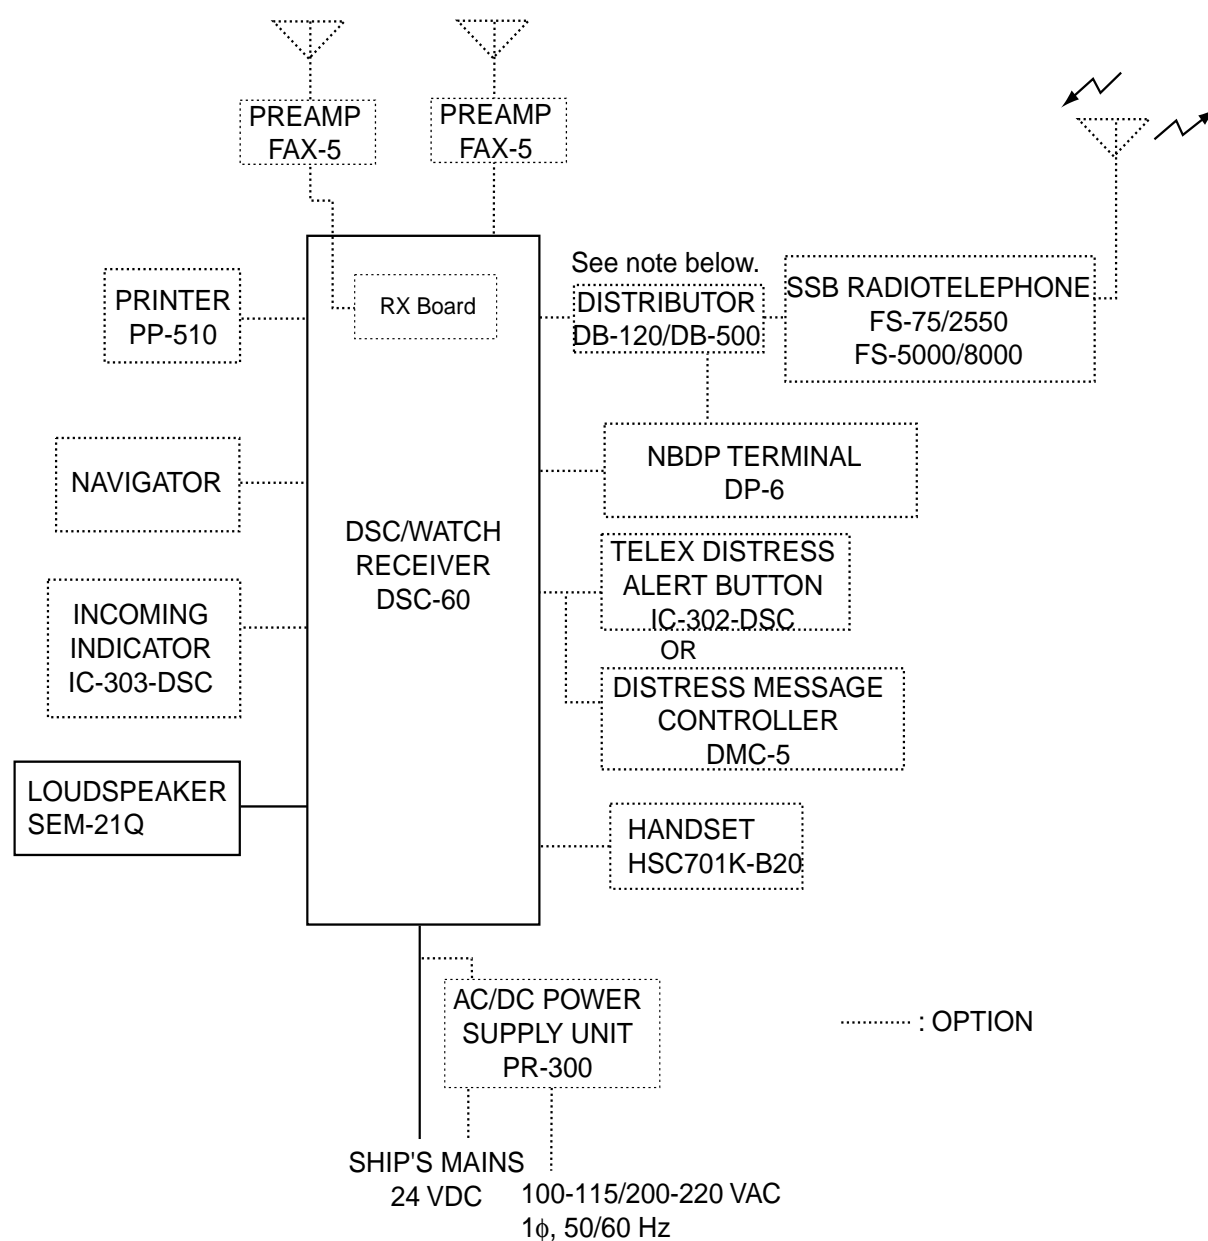 PREAMP
FAX-5
PREAMP
FAX-5
See note below.
PRINTER
PP-510
RX Board
DISTRIBUTOR
DB-120/DB-500
SSB RADIOTELEPHONE
FS-75/2550
FS-5000/8000
NAVIGATOR
NBDP TERMINAL
DP-6
DSC/WATCH
RECEIVER
DSC-60
TELEX DISTRESS
ALERT BUTTON
IC-302-DSC
OR
INCOMING
INDICATOR
IC-303-DSC
DISTRESS MESSAGE
CONTROLLER
DMC-5
LOUDSPEAKER
SEM-21Q
HANDSET
HSC701K-B20
AC/DC POWER
SUPPLY UNIT
PR-300
: OPTION
SHIP'S MAINS
24 VDC
100-115/200-220 VAC
1ϕ, 50/60 Hz